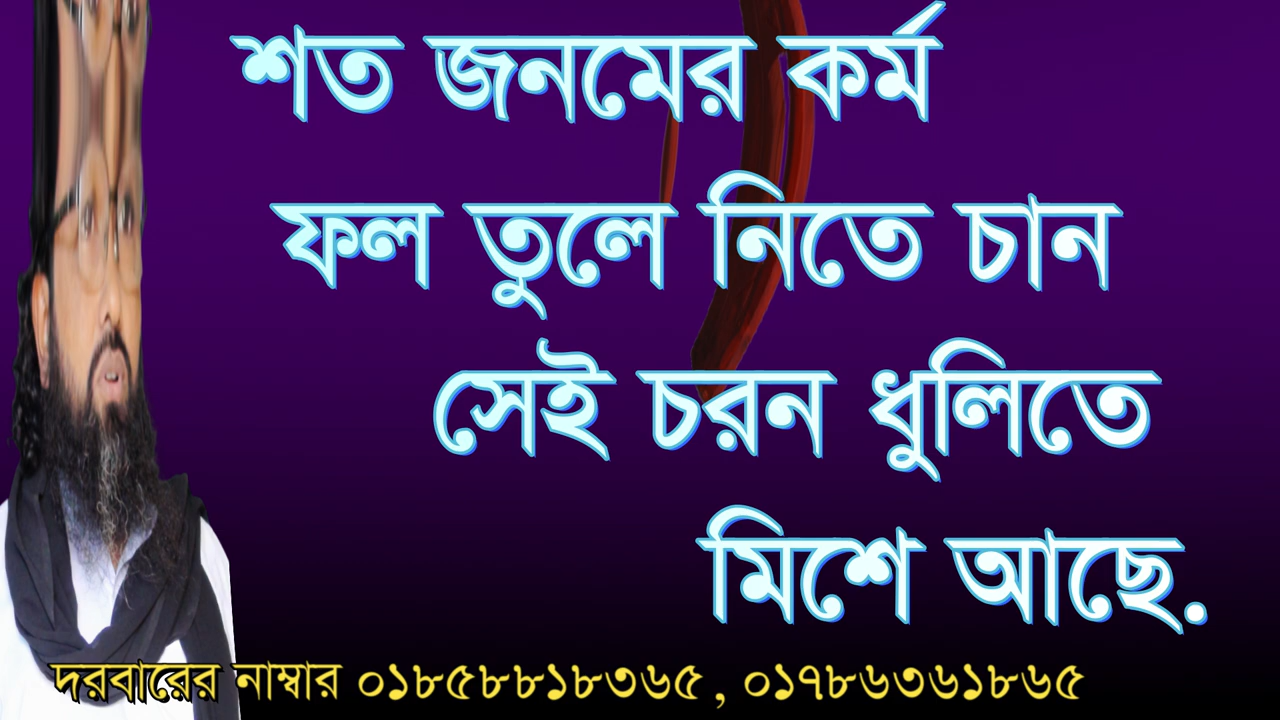 শত জনমের কর্ম
ফল তুলে নিতে চান
সেই চরন ধুলিতে
মিশে আছে.
দরবারের নাম্বার ০১৮৫৮৮১৮৩৬৫, ০১৭৮৬৩৬১৮৬৫